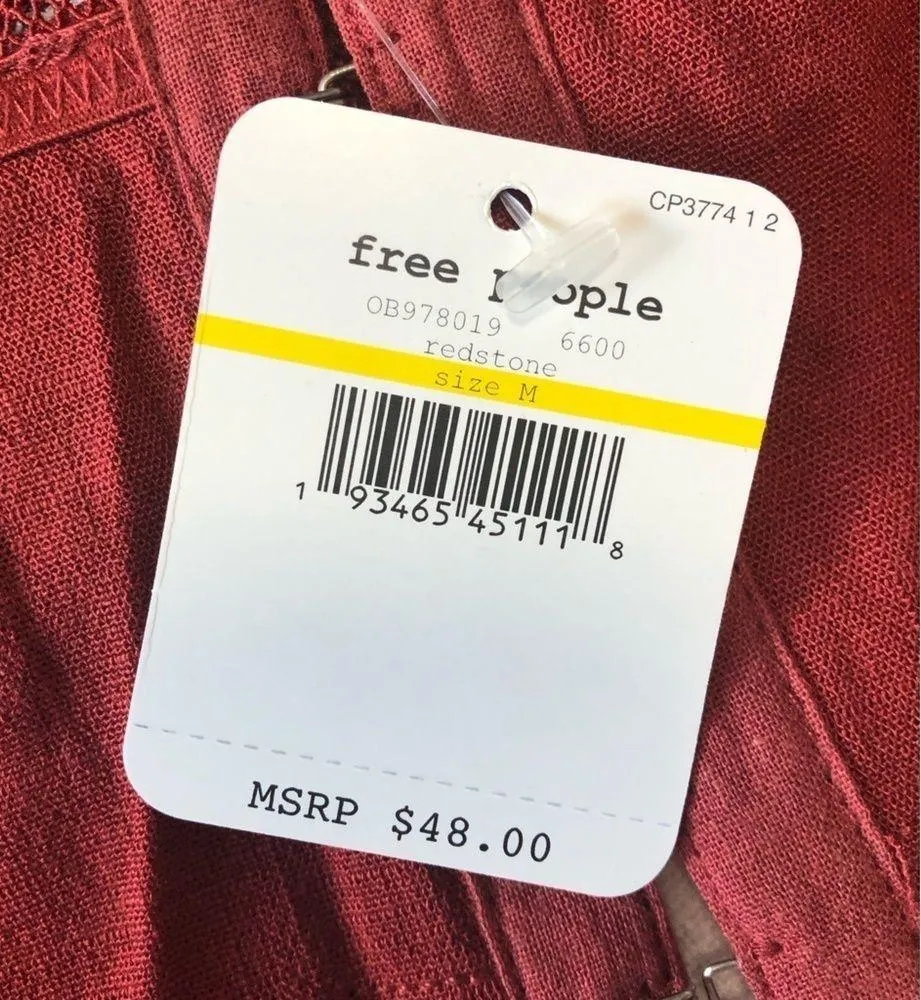 CP3774 1 2
free people
OB978019 6600
redstone
size M
1 93465 45111 8
MSRP $48.00